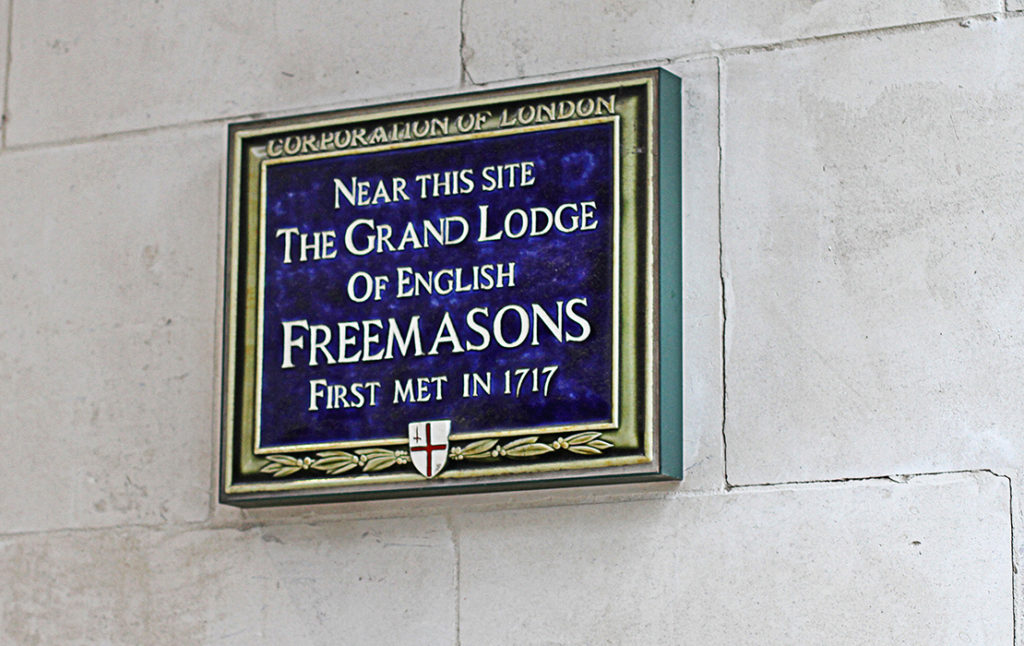 CORPORATION OF LONDON
NEAR THIS SITE
THE GRAND LODGE
OF ENGLISH
FREEMASONS
FIRST MET IN 1717